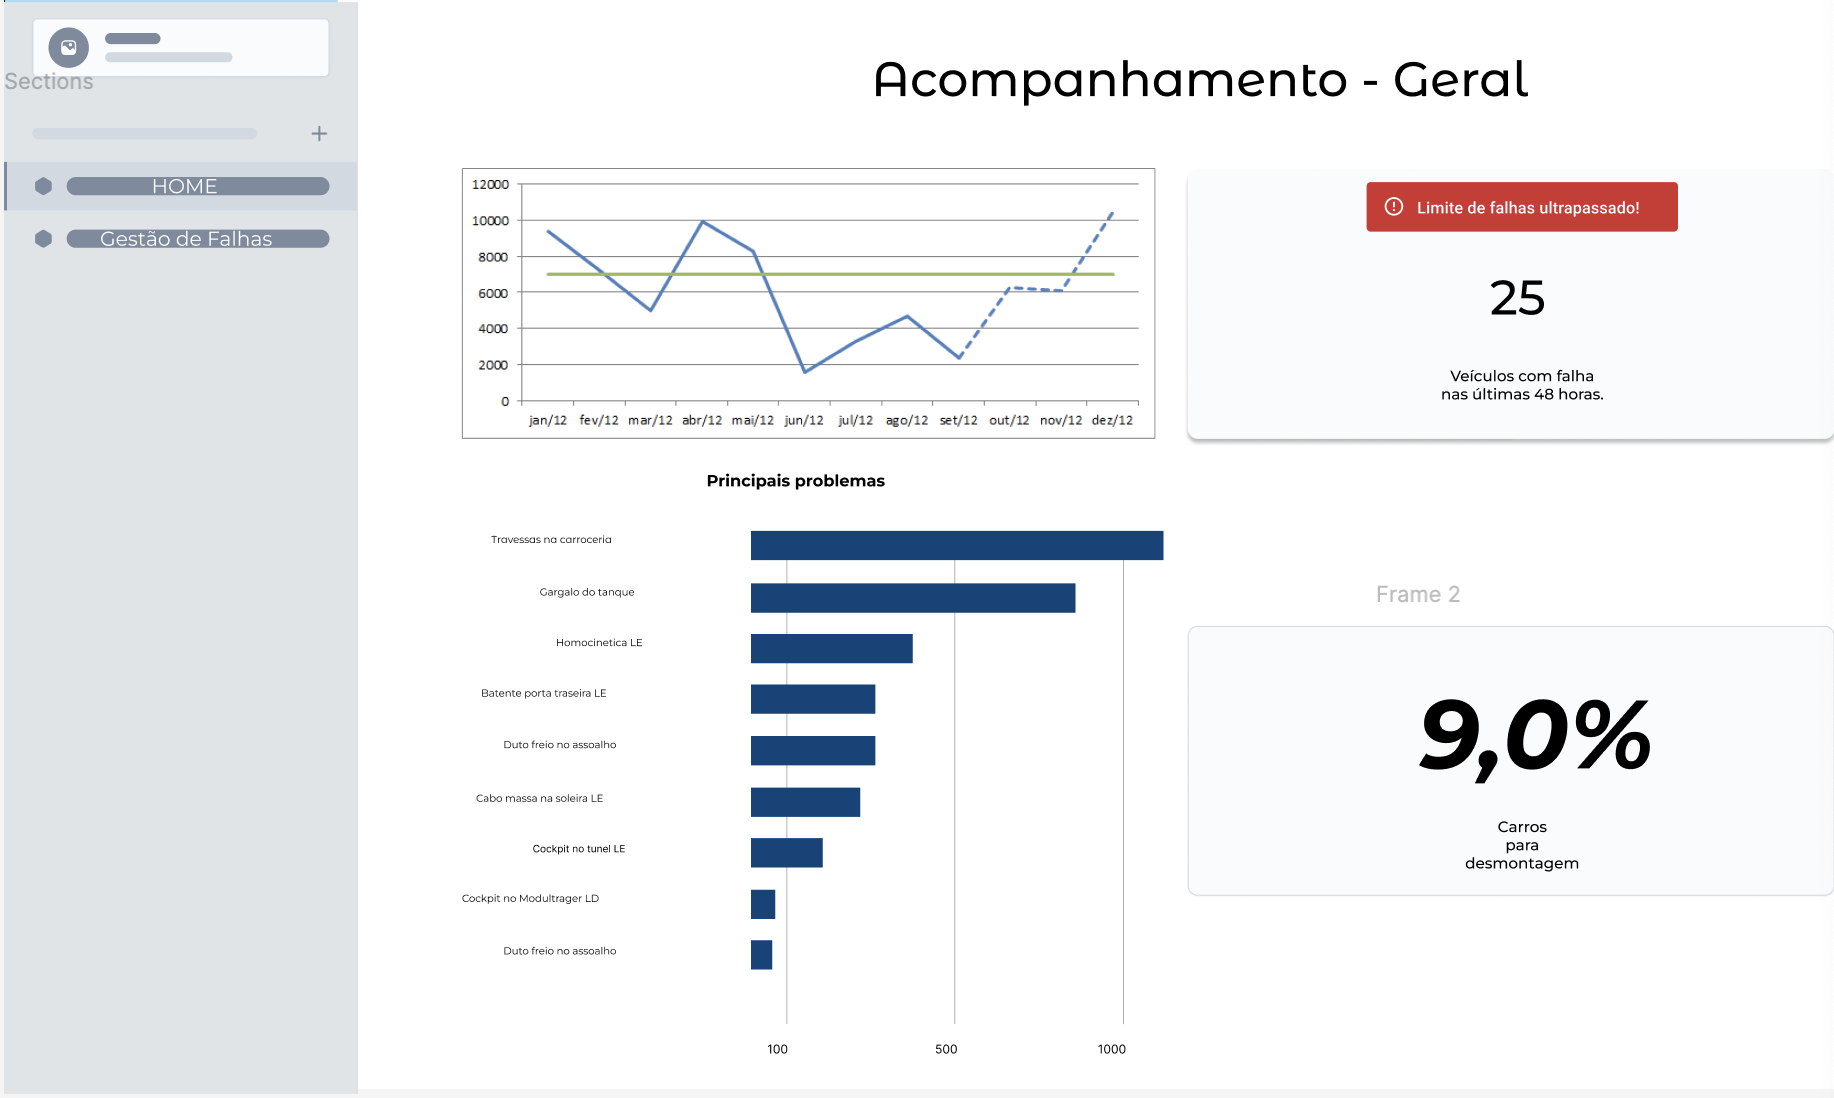 Sections
HOME
Gestão de Falhas
Acompanhamento - Geral
12000
10000
8000
6000
4000
2000
0
jan/12 fev/12 mar/12 abr/12 mai/12 jun/12 jul/12 ago/12 set/12 out/12 nov/12 dez/12
Limite de falhas ultrapassado!
25
Veículos com falha
nas últimas 48 horas.
Principais problemas
Travessas na carroceria
Gargalo do tanque
Homocinetica LE
Batente porta traseira LE
Duto freio no assoalho
Cabo massa na soleira LE
Cockpit no tunel LE
Cockpit no Modultrager LD
Duto freio no assoalho
100 500 1000
Frame 2
9,0%
Carros
para
desmontagem